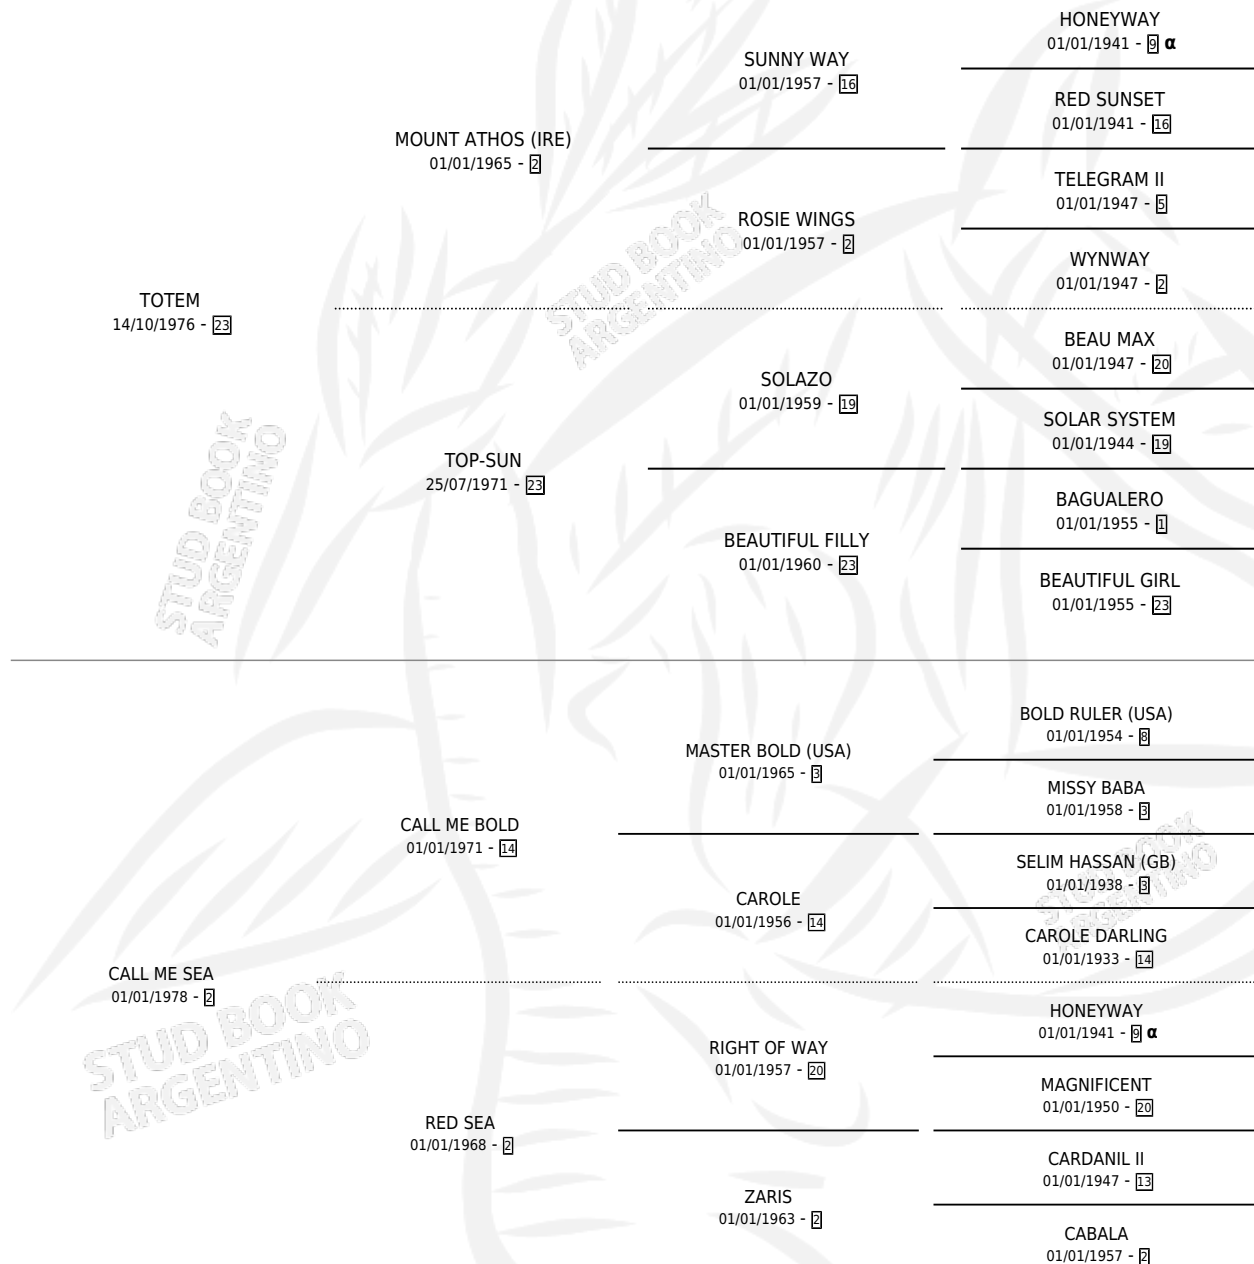 HONEYWAY
01/01/1941 - 9 α
SUNNY WAY
01/01/1957 - 16
RED SUNSET
01/01/1941 - 16
MOUNT ATHOS (IRE)
01/01/1965 - 2
TELEGRAM II
01/01/1947 - 5
ROSIE WINGS
01/01/1957 - 2
WYNWAY
01/01/1947 - 2
TOTEM
14/10/1976 - 23
BEAU MAX
01/01/1947 - 20
SOLAZO
01/01/1959 - 19
SOLAR SYSTEM
01/01/1944 - 19
TOP-SUN
25/07/1971 - 23
BAGUALERO
01/01/1955 - 1
BEAUTIFUL FILLY
01/01/1960 - 23
BEAUTIFUL GIRL
01/01/1955 - 23
BOLD RULER (USA)
01/01/1954 - 8
MASTER BOLD (USA)
01/01/1965 - 3
MISSY BABA
01/01/1958 - 3
CALL ME BOLD
01/01/1971 - 14
SELIM HASSAN (GB)
01/01/1938 - 3
CAROLE
01/01/1956 - 14
CAROLE DARLING
01/01/1933 - 14
CALL ME SEA
01/01/1978 - 2
HONEYWAY
01/01/1941 - 9 α
RIGHT OF WAY
01/01/1957 - 20
MAGNIFICENT
01/01/1950 - 20
RED SEA
01/01/1968 - 2
CARDANIL II
01/01/1947 - 13
ZARIS
01/01/1963 - 2
CABALA
01/01/1957 - 2
STUD BOOK
ARGENTINO
STUD BOOK
ARGENTINO
STUD BOOK
ARGENTINO
STUD BOOK
ARGENTINO